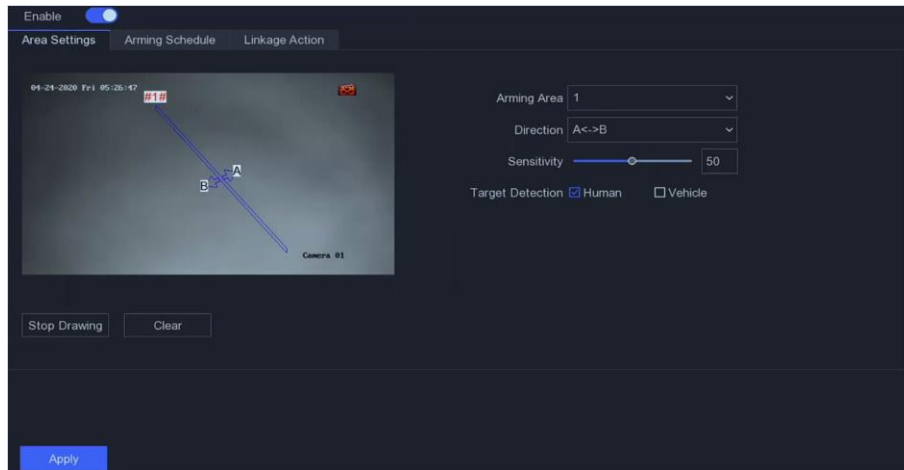 Enable
Area Settings Arming Schedule Linkage Action
04-24-2020 Fri 05:26:47
#1#
A
B
Camera 01
Arming Area 1
Direction A<->B
Sensitivity 50
Target Detection Human Vehicle
Stop Drawing Clear
Apply